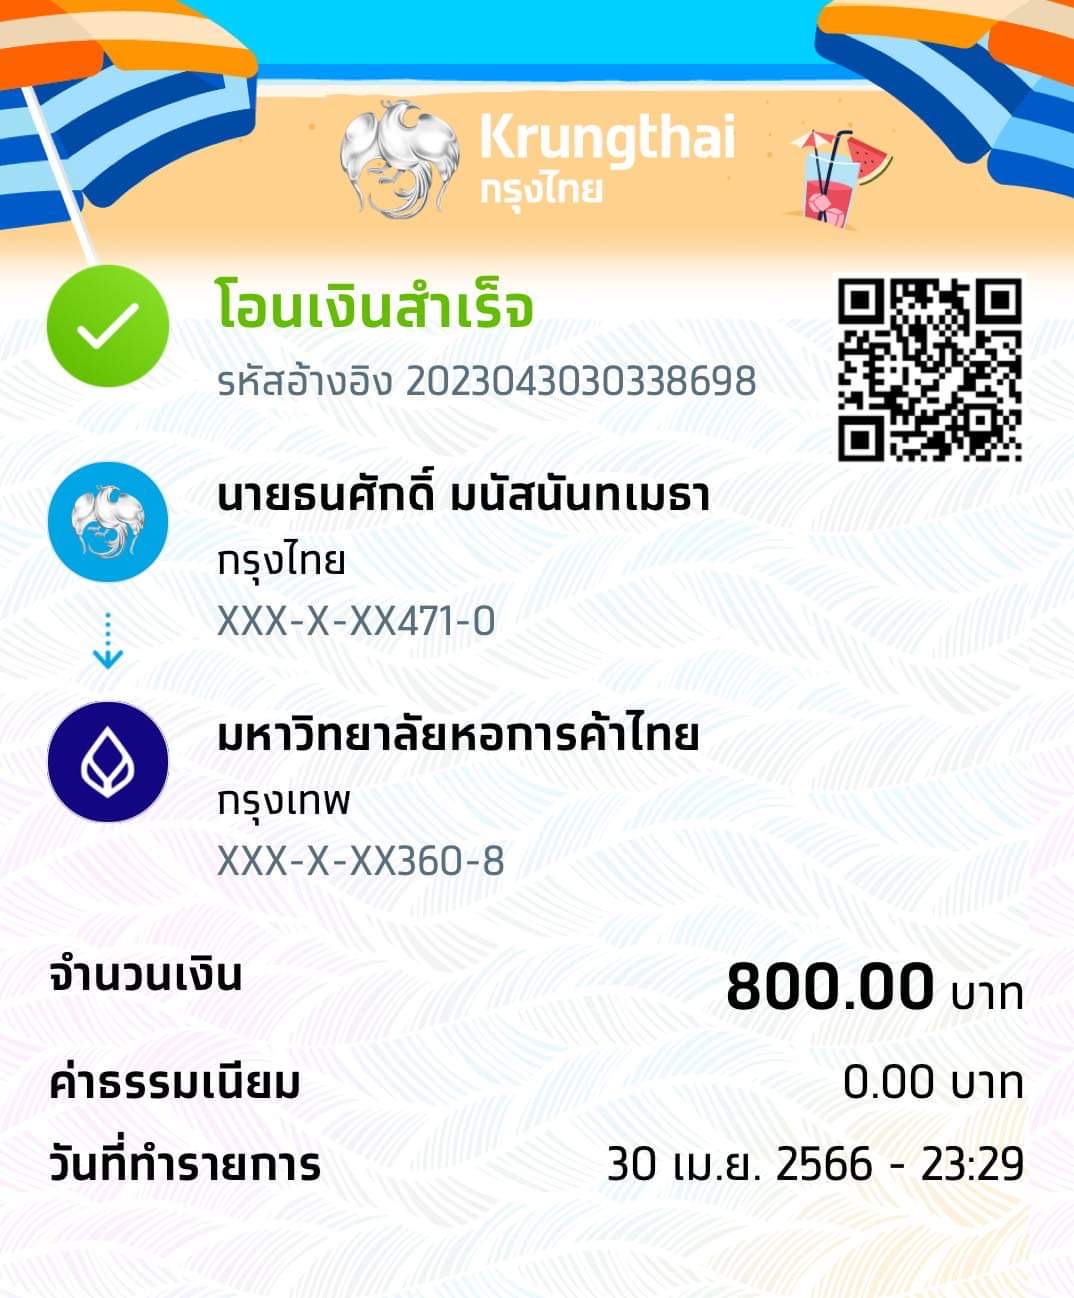 Krungthai
กรุงไทย
โอนเงินสำเร็จ
รหัสอ้างอิง 2023043030338698
นายธนศักดิ์ มนัสนันทเมธา
กรุงไทย
XXX-X-XX471-0
มหาวิทยาลัยหอการค้าไทย
กรุงเทพ
XXX-X-XX360-8
จำนวนเงิน 800.00 บาท
ค่าธรรมเนียม 0.00 บาท
วันที่ทำรายการ 30 เม.ย. 2566 - 23:29